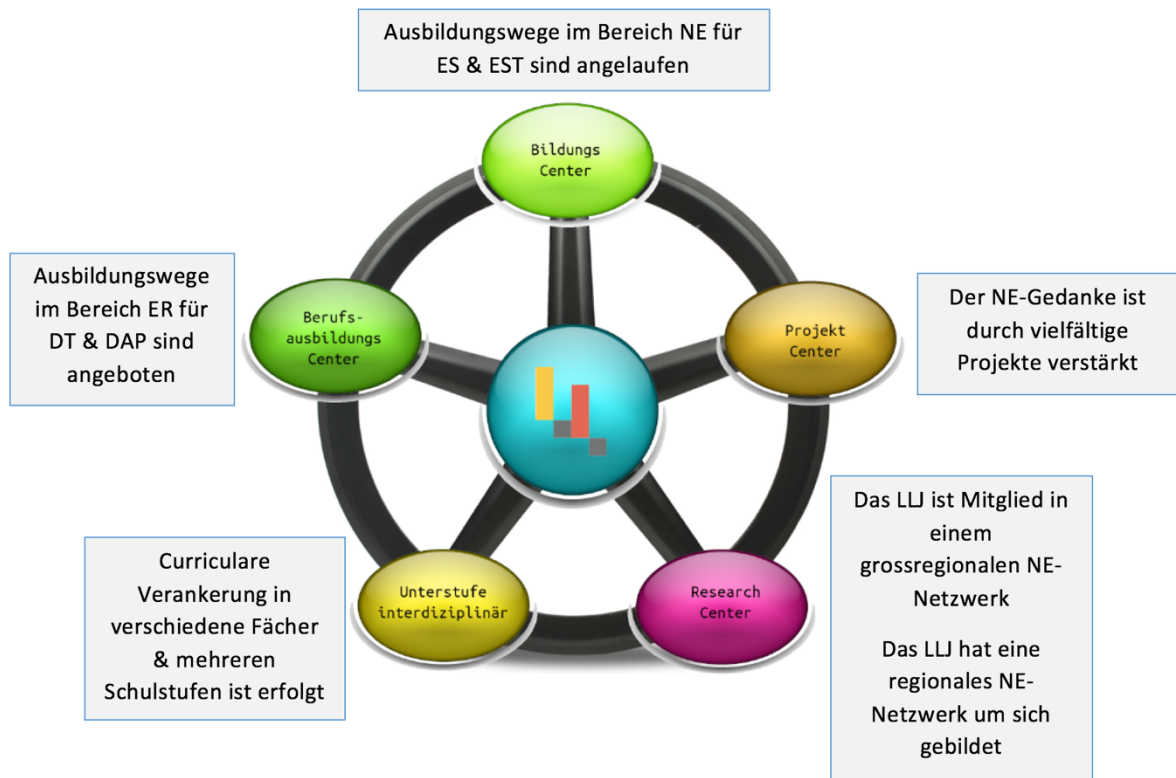 Ausbildungswege im Bereich NE für
ES & EST sind angelaufen
Bildungs
Center
Ausbildungswege
im Bereich ER für
DT & DAP sind
angeboten
Berufs-
ausbildungs
Center
Projekt
Center
Der NE-Gedanke ist
durch vielfältige
Projekte verstärkt
Curriculare
Verankerung in
verschiedene Fächer
& mehreren
Schulstufen ist erfolgt
Unterstufe
interdiziplinär
Research
Center
Das LLJ ist Mitglied in
einem
grossregionalen NE-
Netzwerk
Das LLJ hat eine
regionales NE-
Netzwerk um sich
gebildet